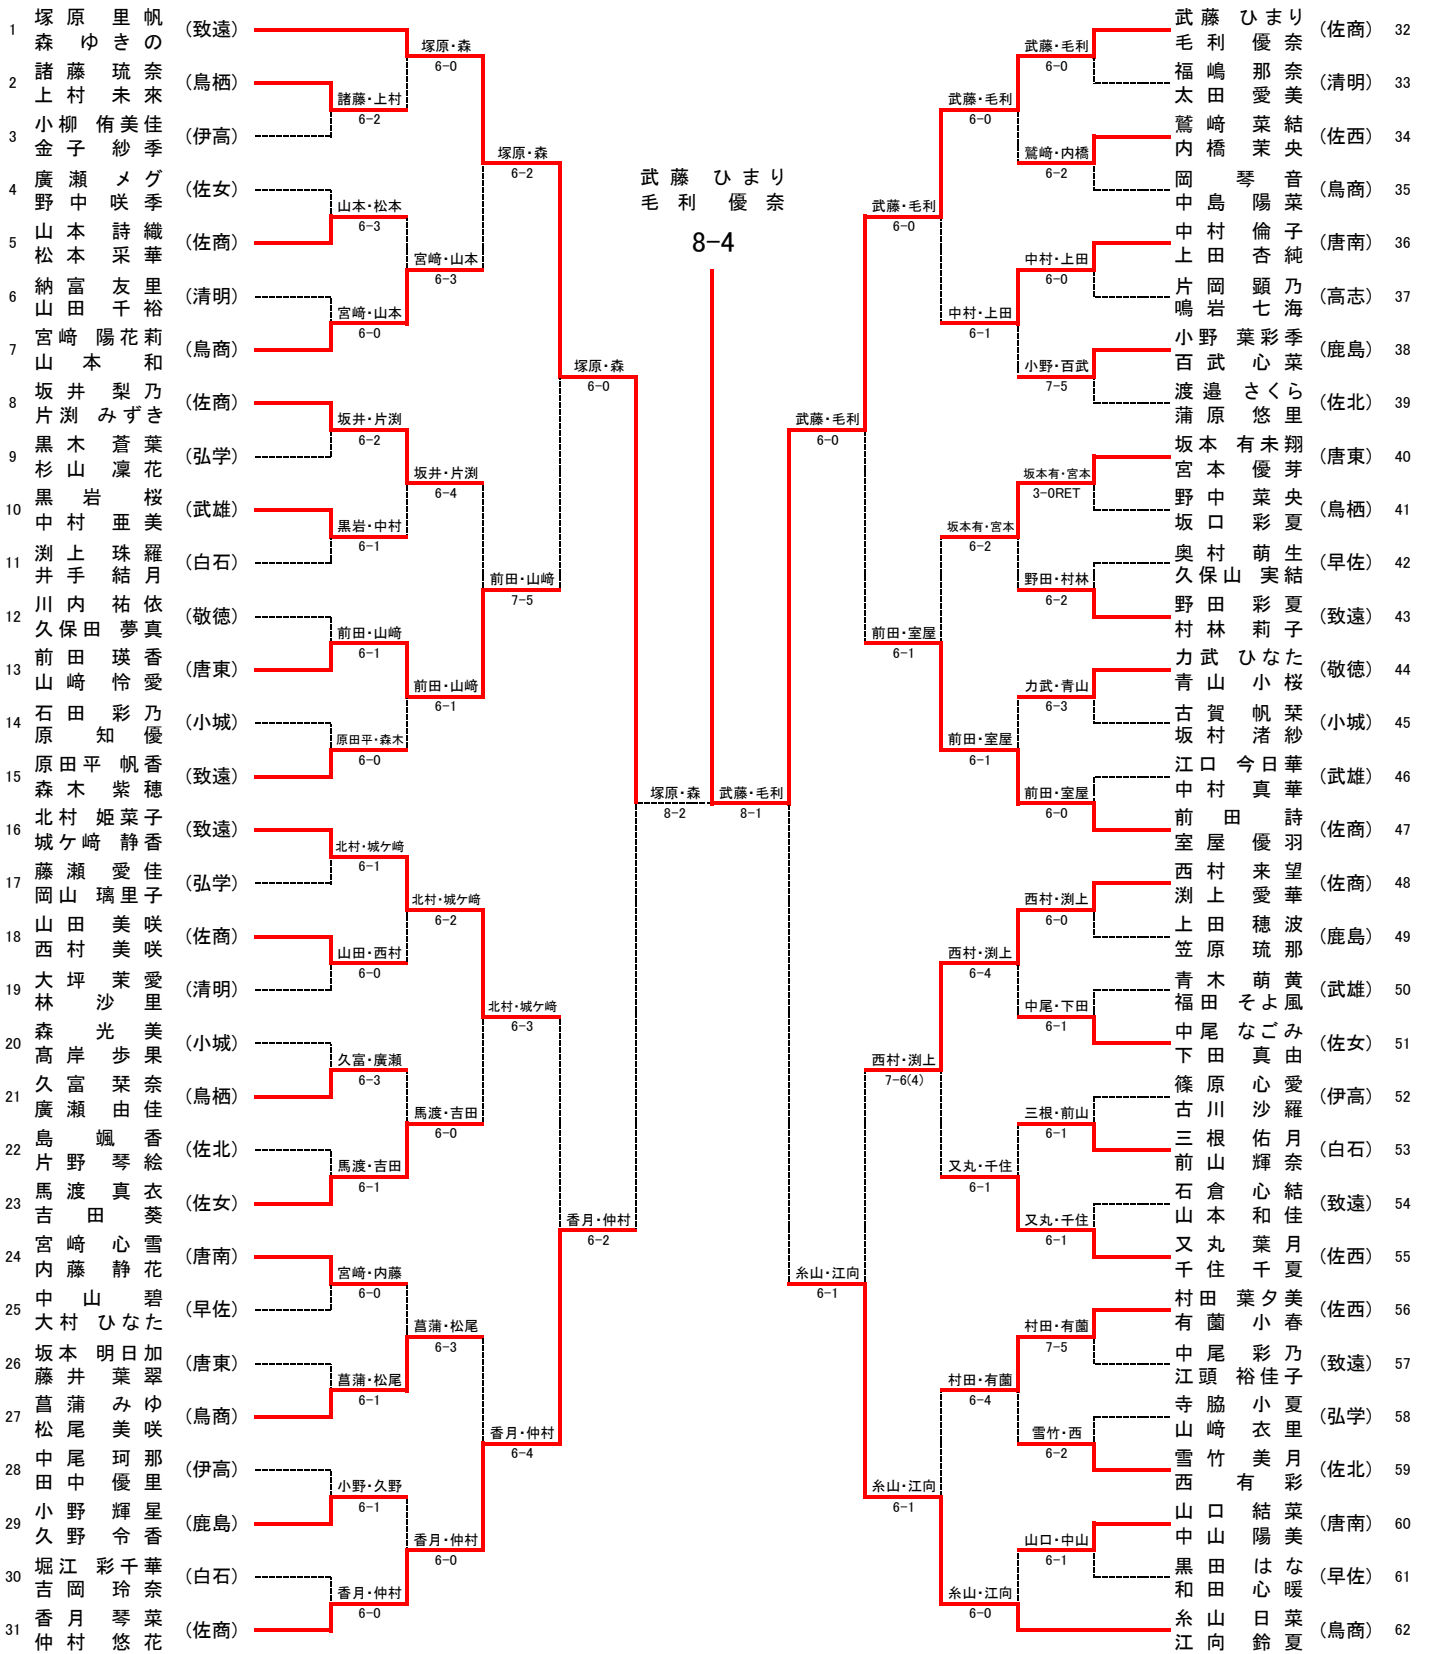 1 塚原 里帆 (致遠)
森 ゆきの
2 諸藤 琉奈 (鳥栖)
上村 未來
3 小柳 侑美佳 (伊高)
金子 紗季
4 廣瀬 メグ (佐女)
野中 咲季
5 山本 詩織 (佐商)
松本 采華
6 納富 友里 (清明)
山田 千裕
7 宮﨑 陽花莉 (鳥商)
山本 和
8 坂井 梨乃 (佐商)
片渕 みずき
9 黒木 蒼葉 (弘学)
杉山 凜花
10 黒岩 桜 (武雄)
中村 亜美
11 渕上 珠羅 (白石)
井手 結月
12 川内 祐依 (敬徳)
久保田 夢真
13 前田 瑛香 (唐東)
山﨑 怜愛
14 石田 彩乃 (小城)
原 知優
15 原田平 帆香 (致遠)
森木 紫穂
16 北村 姫菜子 (致遠)
城ケ﨑 静香
17 藤瀬 愛佳 (弘学)
岡山 璃里子
18 山田 美咲 (佐商)
西村 美咲
19 大坪 茉愛 (清明)
林 沙里
20 森 光美 (小城)
髙岸 歩果
21 久富 栞奈 (鳥栖)
廣瀬 由佳
22 島 颯香 (佐北)
片野 琴絵
23 馬渡 真衣 (佐女)
吉田 葵
24 宮﨑 心雪 (唐南)
内藤 静花
25 中山 碧 (早佐)
大村 ひなた
26 坂本 明日加 (唐東)
藤井 葉翠
27 菖蒲 みゆ (鳥商)
松尾 美咲
28 中尾 珂那 (伊高)
田中 優里
29 小野 輝星 (鹿島)
久野 令香
30 堀江 彩千華 (白石)
吉岡 玲奈
31 香月 琴菜 (佐商)
仲村 悠花
諸藤・上村
6-2
山本・松本
6-3
宮﨑・山本
6-0
坂井・片渕
6-2
黒岩・中村
6-1
前田・山﨑
6-1
原田平・森木
6-0
北村・城ケ﨑
6-1
山田・西村
6-0
久富・廣瀬
6-3
馬渡・吉田
6-1
宮﨑・内藤
6-0
菖蒲・松尾
6-1
小野・久野
6-1
香月・仲村
6-0
塚原・森
6-0
宮﨑・山本
6-3
坂井・片渕
6-4
前田・山﨑
6-1
北村・城ケ﨑
6-2
馬渡・吉田
6-0
菖蒲・松尾
6-3
香月・仲村
6-0
塚原・森
6-2
前田・山﨑
7-5
北村・城ケ﨑
6-3
香月・仲村
6-4
塚原・森
6-0
香月・仲村
6-2
塚原・森
8-2
武藤 ひまり
毛利 優奈
8-4
武藤・毛利
8-1
武藤・毛利
6-0
糸山・江向
6-1
武藤・毛利
6-0
前田・室屋
6-1
西村・渕上
7-6(4)
糸山・江向
6-1
武藤・毛利
6-0
中村・上田
6-1
坂本有・宮本
6-2
前田・室屋
6-1
西村・渕上
6-4
又丸・千住
6-1
村田・有薗
6-4
糸山・江向
6-0
武藤・毛利
6-0
鷲﨑・内橋
6-2
中村・上田
6-0
小野・百武
7-5
坂本有・宮本
3-0RET
野田・村林
6-2
力武・青山
6-3
前田・室屋
6-0
西村・渕上
6-0
中尾・下田
6-1
三根・前山
6-1
又丸・千住
6-1
村田・有薗
7-5
雪竹・西
6-2
山口・中山
6-1
武藤 ひまり (佐商) 32
毛利 優奈
福嶋 那奈 (清明) 33
太田 愛美
鷲﨑 菜結 (佐西) 34
内橋 茉央
岡 琴音 (鳥商) 35
中島 陽菜
中村 倫子 (唐南) 36
上田 杏純
片岡 顕乃 (高志) 37
鳴岩 七海
小野 葉彩季 (鹿島) 38
百武 心菜
渡邉 さくら (佐北) 39
蒲原 悠里
坂本 有未翔 (唐東) 40
宮本 優芽
野中 菜央 (鳥栖) 41
坂口 彩夏
奥村 萌生 (早佐) 42
久保山 実結
野田 彩夏 (致遠) 43
村林 莉子
力武 ひなた (敬徳) 44
青山 小桜
古賀 帆栞 (小城) 45
坂村 渚紗
江口 今日華 (武雄) 46
中村 真華
前田 詩 (佐商) 47
室屋 優羽
西村 来望 (佐商) 48
渕上 愛華
上田 穂波 (鹿島) 49
笠原 琉那
青木 萌黄 (武雄) 50
福田 そよ風
中尾 なごみ (佐女) 51
下田 真由
篠原 心愛 (伊高) 52
古川 沙羅
三根 佑月 (白石) 53
前山 輝奈
石倉 心結 (致遠) 54
山本 和佳
又丸 葉月 (佐西) 55
千住 千夏
村田 葉夕美 (佐西) 56
有薗 小春
中尾 彩乃 (致遠) 57
江頭 裕佳子
寺脇 小夏 (弘学) 58
山﨑 衣里
雪竹 美月 (佐北) 59
西 有彩
山口 結菜 (唐南) 60
中山 陽美
黒田 はな (早佐) 61
和田 心暖
糸山 日菜 (鳥商) 62
江向 鈴夏